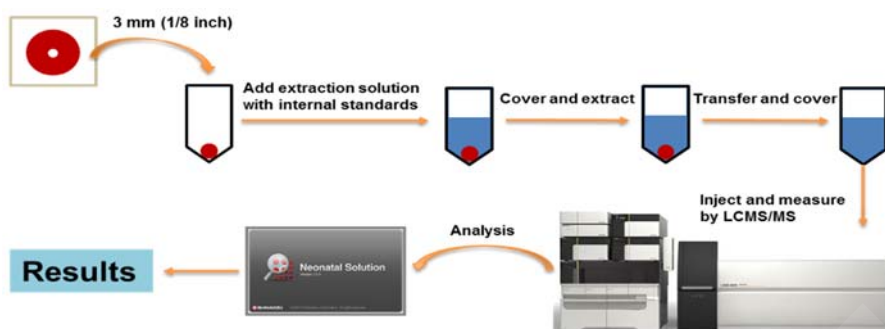 3 mm (1/8 inch)
Add extraction solution
with internal standards
Cover and extract
Transfer and cover
Inject and measure
by LCMS/MS
Analysis
Neonatal Solution
Results